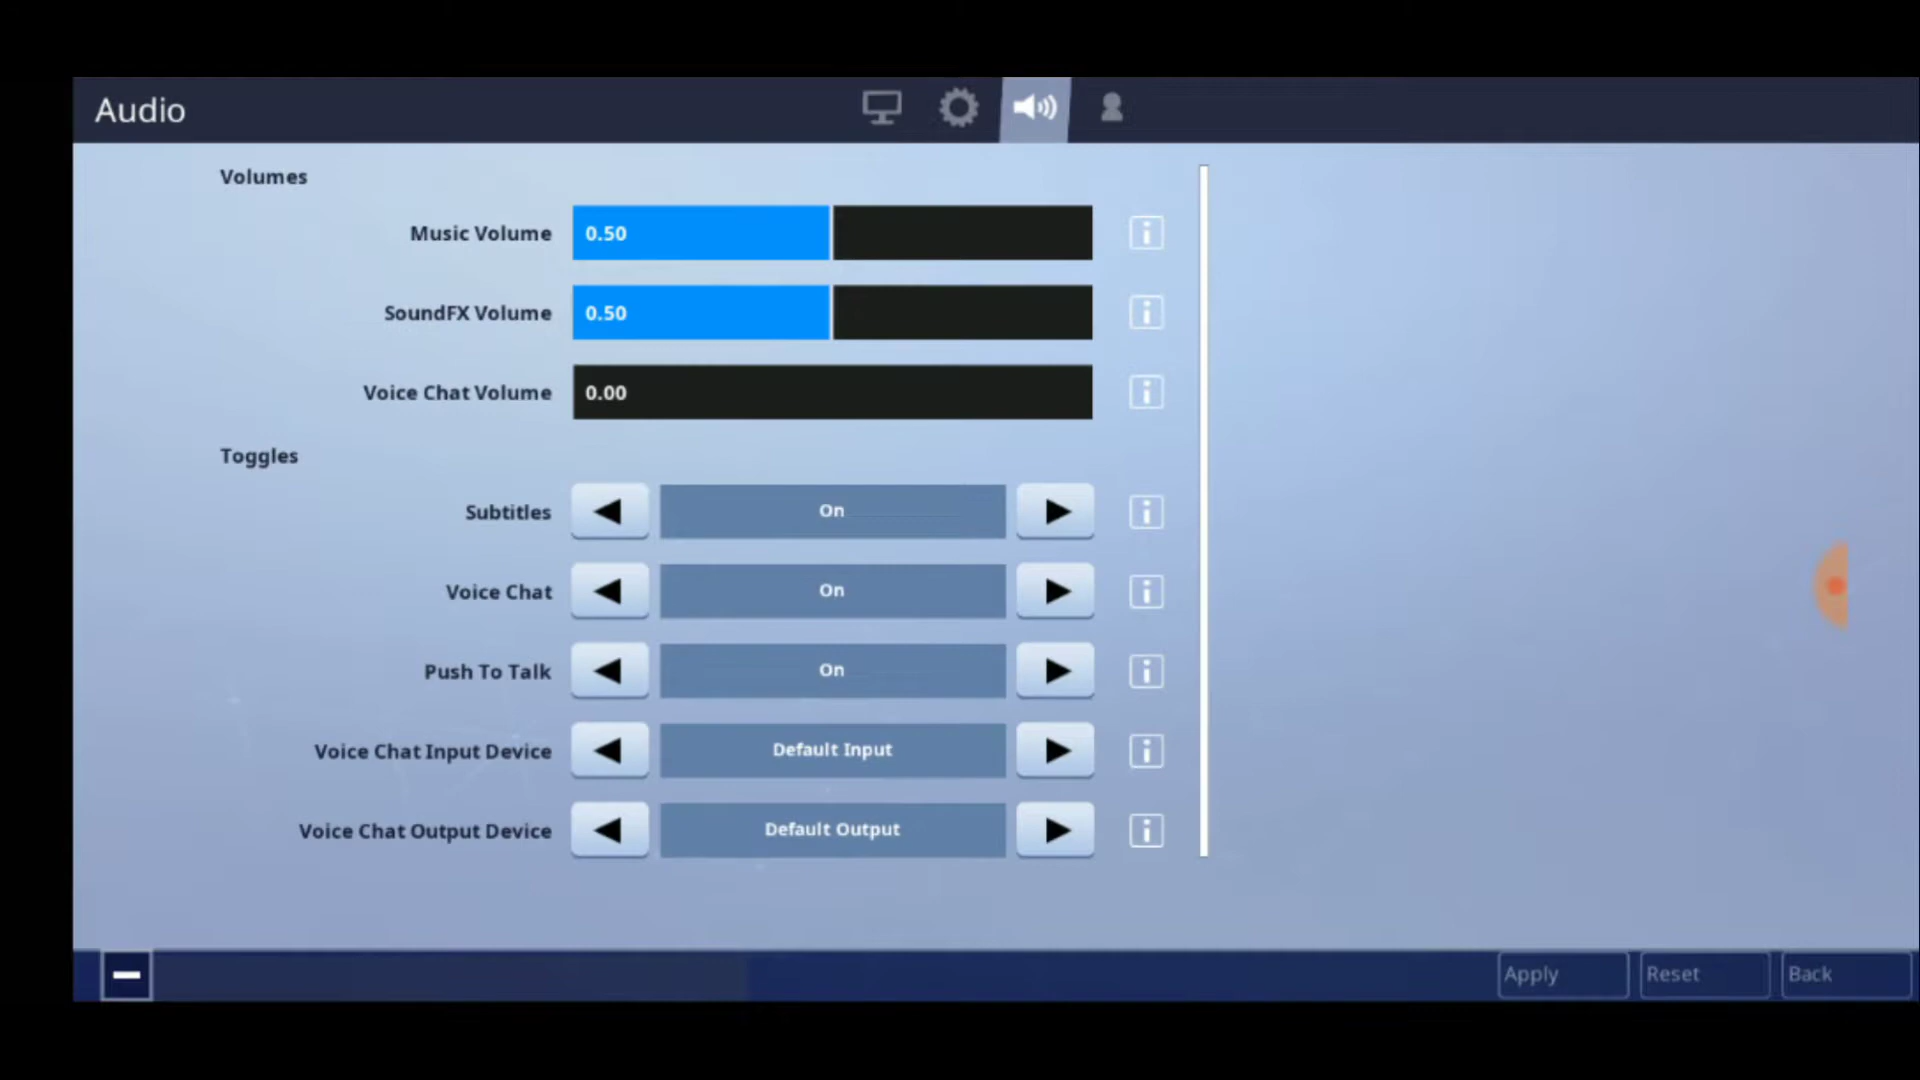 Audio
Volumes
Music Volume 0.50
SoundFX Volume 0.50
Voice Chat Volume 0.00
Toggles
Subtitles On
Voice Chat On
Push To Talk On
Voice Chat Input Device Default Input
Voice Chat Output Device Default Output
Apply Reset Back